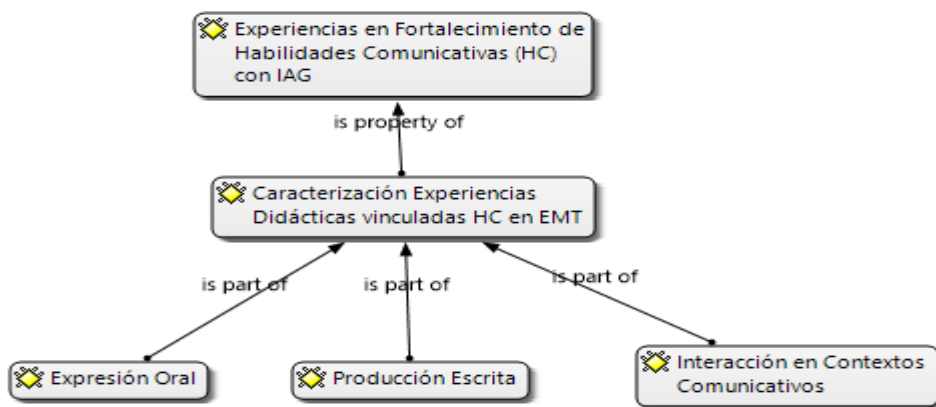 Experiencias en Fortalecimiento de
Habilidades Comunicativas (HC)
con IAG
is property of
Caracterización Experiencias
Didácticas vinculadas HC en EMT
is part of
is part of
is part of
Expresión Oral
Producción Escrita
Interacción en Contextos
Comunicativos